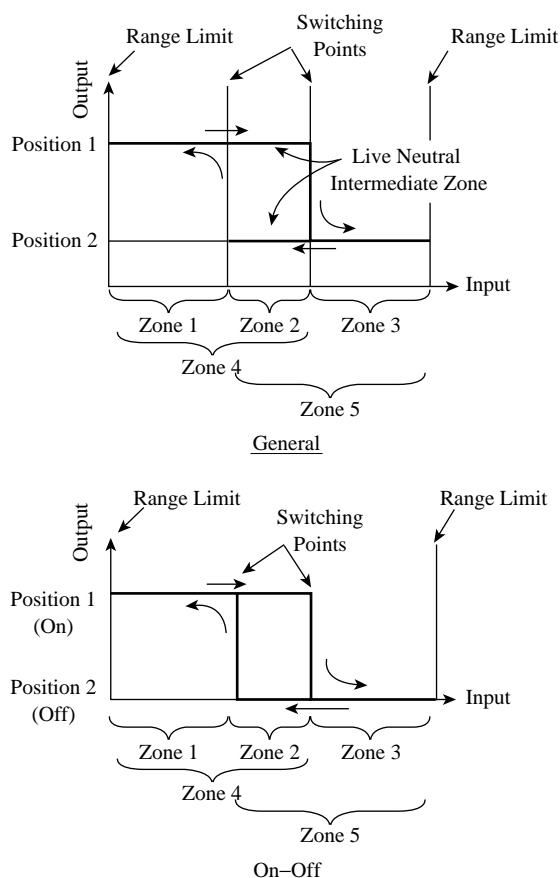 Switching
Points
Range Limit
Range Limit
Output
Position 1
Live Neutral
Intermediate Zone
Position 2
Input
Zone 1
Zone 2
Zone 3
Zone 4
Zone 5
General
Range Limit
Range Limit
Switching
Points
Output
Position 1
(On)
Position 2
(Off)
Input
Zone 1
Zone 2
Zone 3
Zone 4
Zone 5
On–Off